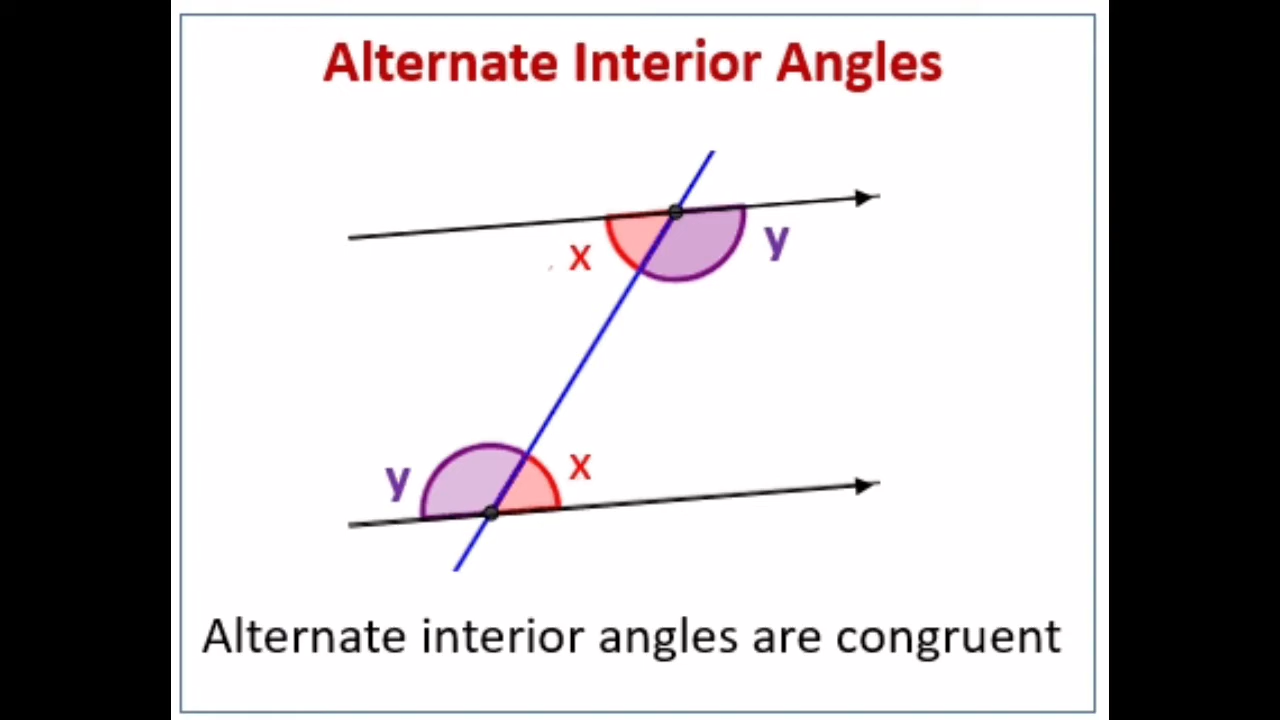 Alternate Interior Angles
x
y
y
x
Alternate interior angles are congruent